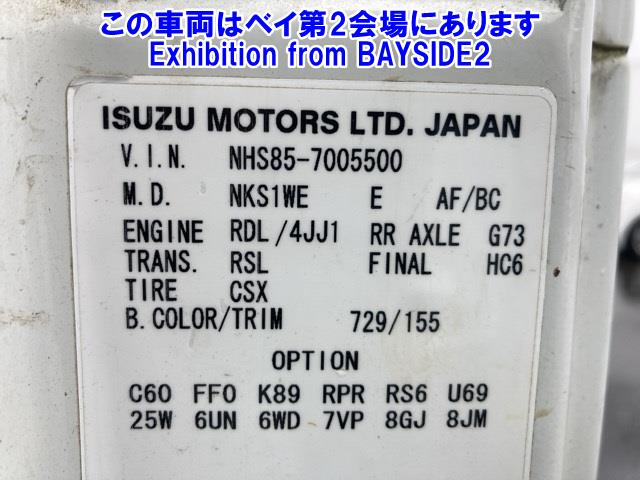 この車両はベイ第2会場にあります
Exhibition from BAYSIDE2
ISUZU MOTORS LTD. JAPAN
V.I.N. NHS85-7005500
M.D. NKS1WE E AF/BC
ENGINE RDL/4JJ1 RR AXLE G73
TRANS. RSL FINAL HC6
TIRE CSX
B.COLOR/TRIM 729/155
OPTION
C60 FF0 K89 RPR RS6 U69
25W 6UN 6WD 7VP 8GJ 8JM